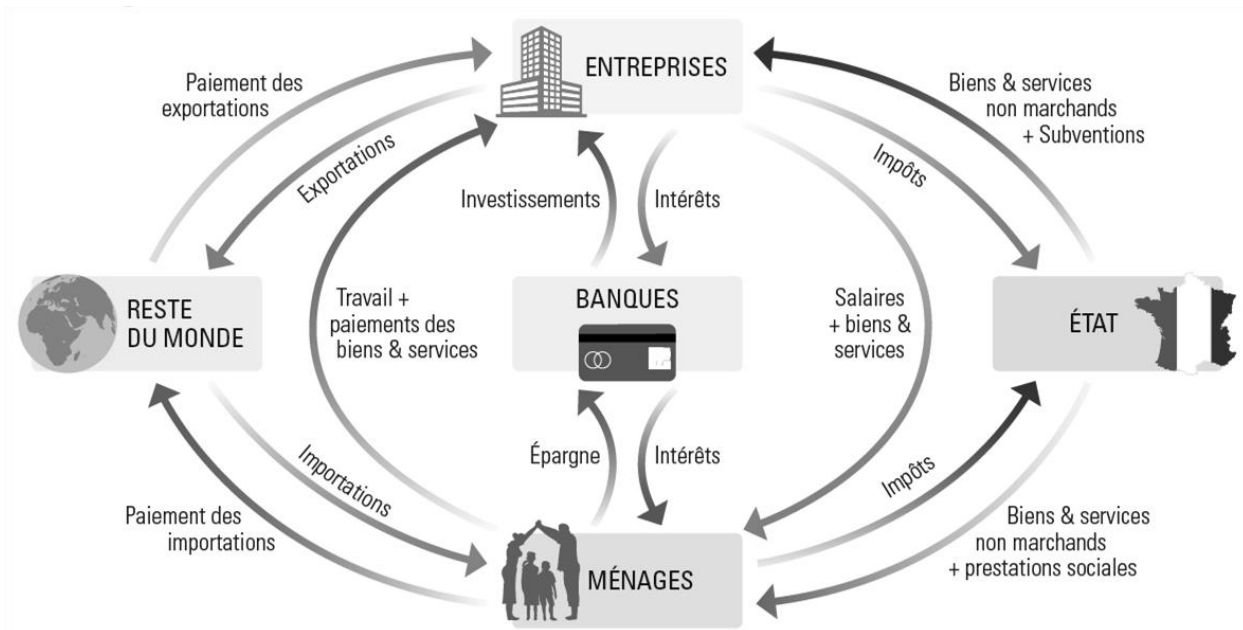 ENTREPRISES
Paiement des
exportations
Exportations
Biens & services
non marchands
+ Subventions
Impôts
Investissements
Intérêts
RESTE
DU MONDE
Travail +
paiements des
biens & services
BANQUES
Salaires
+ biens &
services
ÉTAT
Épargne
Intérêts
Importations
Impôts
Paiement des
importations
Biens & services
non marchands
+ prestations sociales
MÉNAGES